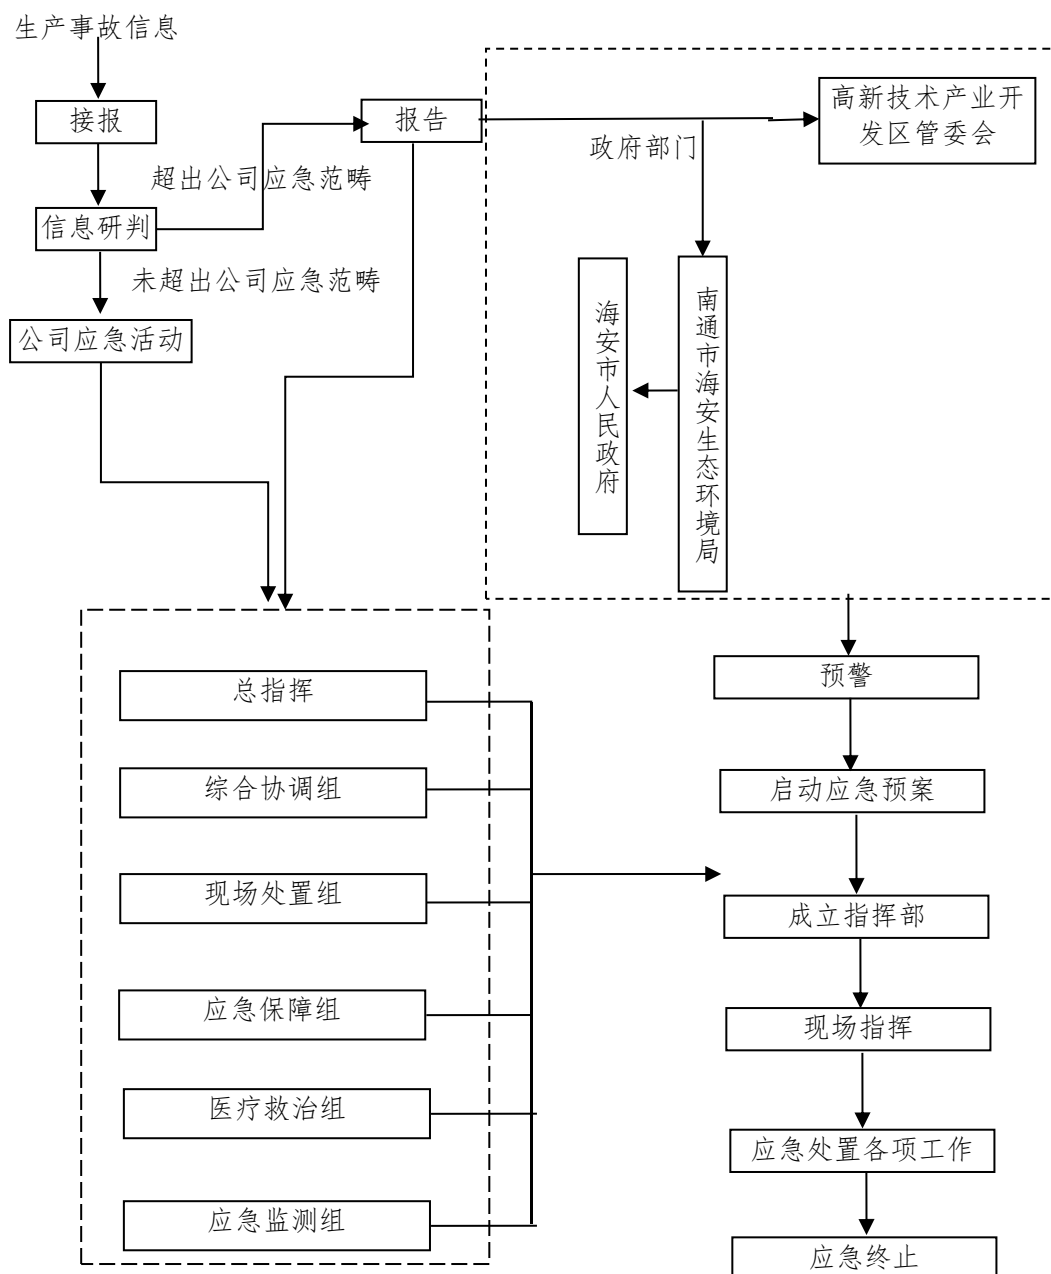 生产事故信息
接报
报告
高新技术产业开
发区管委会
政府部门
超出公司应急范畴
信息研判
未超出公司应急范畴
公司应急活动
海安市人民政府
南通市海安生态环境局
总指挥
综合协调组
现场处置组
应急保障组
医疗救治组
应急监测组
预警
启动应急预案
成立指挥部
现场指挥
应急处置各项工作
应急终止